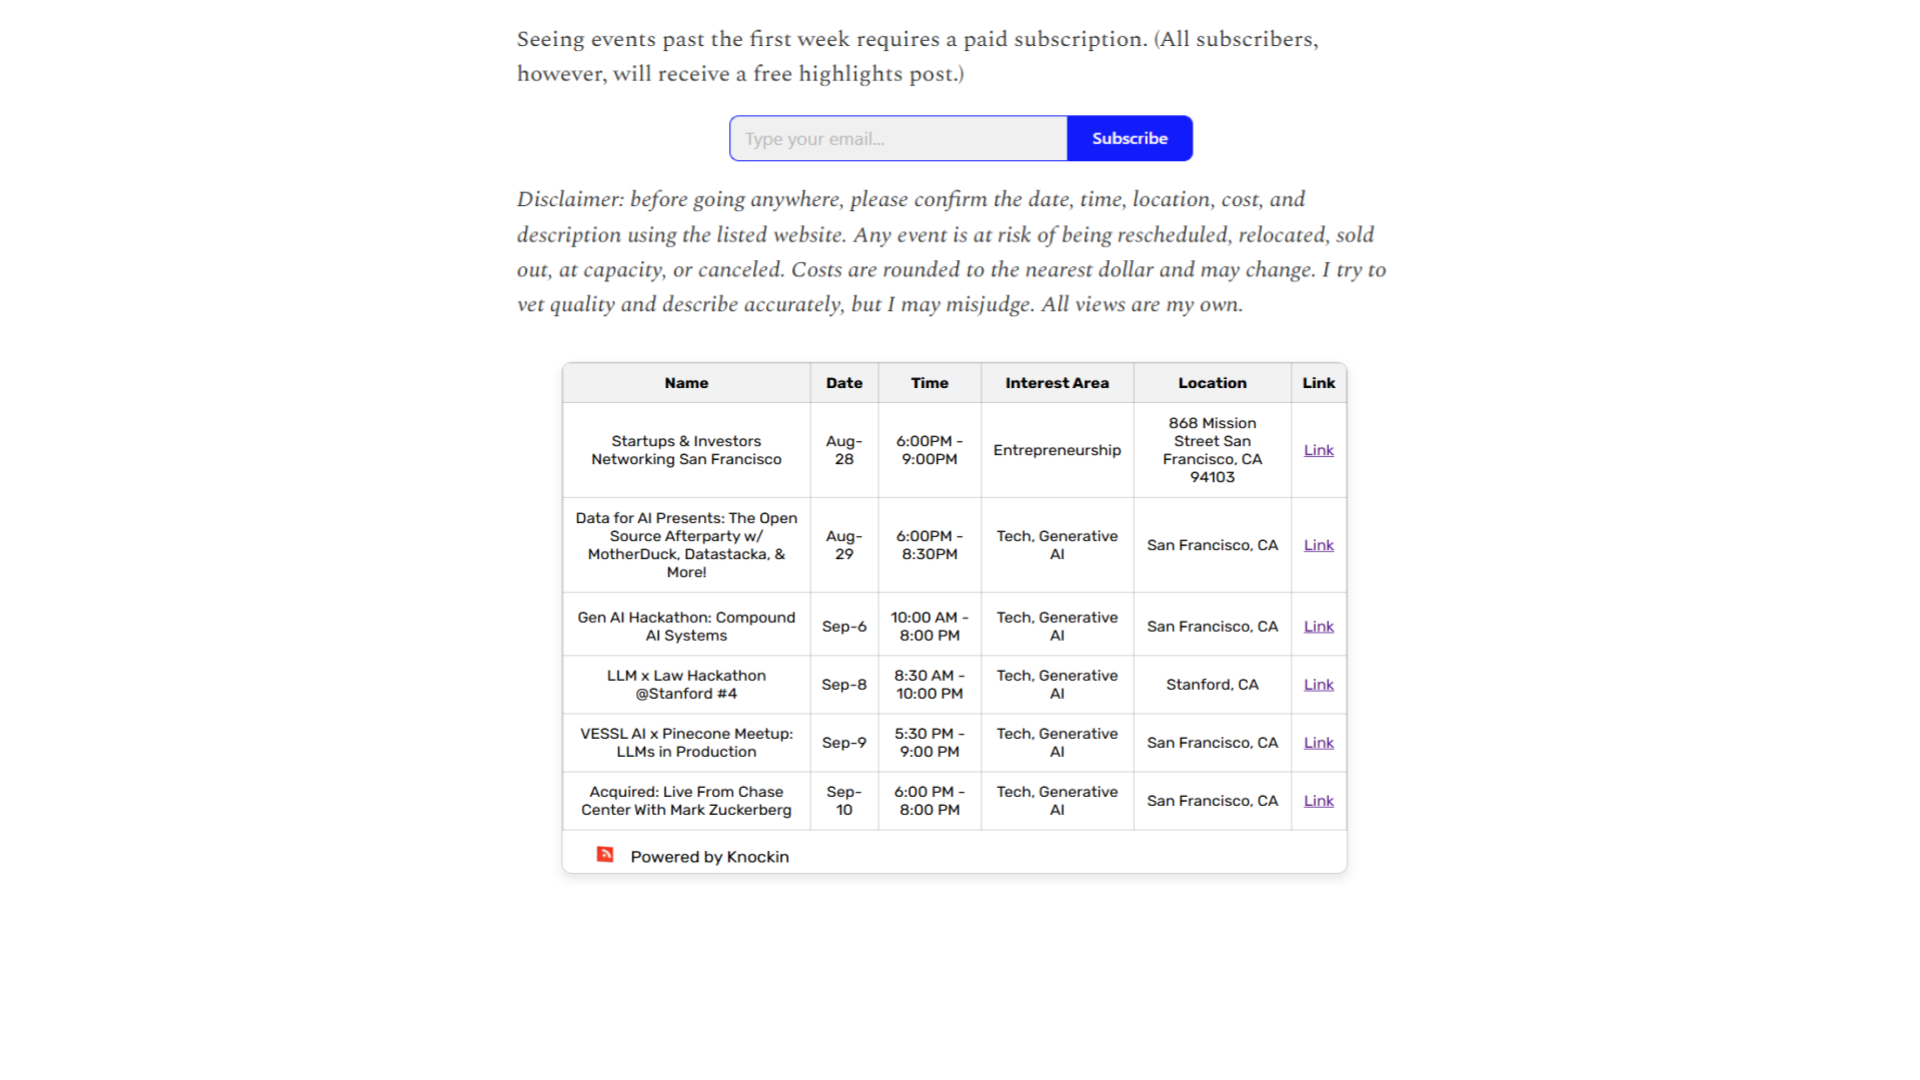 Seeing events past the first week requires a paid subscription. (All subscribers,
however, will receive a free highlights post.)
Type your email...
Subscribe
Disclaimer: before going anywhere, please confirm the date, time, location, cost, and
description using the listed website. Any event is at risk of being rescheduled, relocated, sold
out, at capacity, or canceled. Costs are rounded to the nearest dollar and may change. I try to
vet quality and describe accurately, but I may misjudge. All views are my own.
Name Date Time Interest Area Location Link
Startups & Investors
Networking San Francisco
Aug-
28
6:00PM -
9:00PM
Entrepreneurship
868 Mission
Street San
Francisco, CA
94103
Link
Data for AI Presents: The Open
Source Afterparty w/
MotherDuck, Datastacka, &
More!
Aug-
29
6:00PM -
8:30PM
Tech, Generative
AI
San Francisco, CA
Link
Gen AI Hackathon: Compound
AI Systems
Sep-6
10:00 AM -
8:00 PM
Tech, Generative
AI
San Francisco, CA
Link
LLM x Law Hackathon
@Stanford #4
Sep-8
8:30 AM -
10:00 PM
Tech, Generative
AI
Stanford, CA
Link
VESSL AI x Pinecone Meetup:
LLMs in Production
Sep-9
5:30 PM -
9:00 PM
Tech, Generative
AI
San Francisco, CA
Link
Acquired: Live From Chase
Center With Mark Zuckerberg
Sep-
10
6:00 PM -
8:00 PM
Tech, Generative
AI
San Francisco, CA
Link
Powered by Knockin